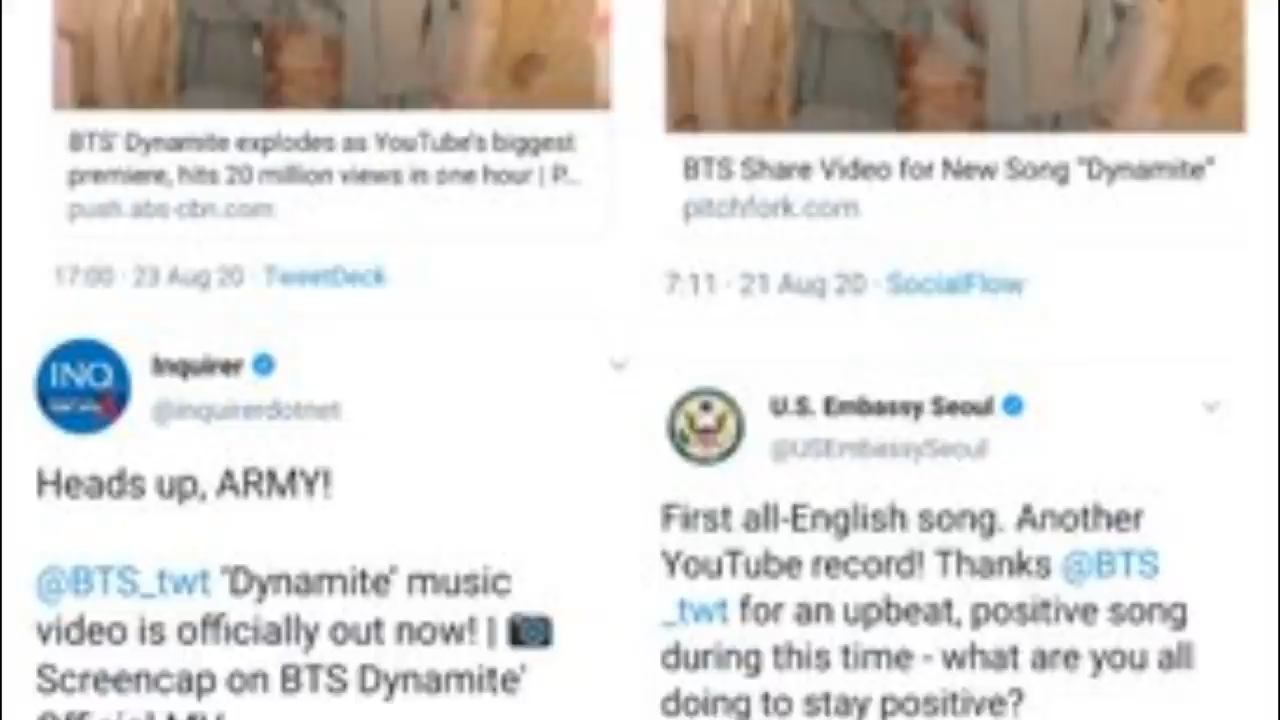 BTS' Dynamite explodes as YouTube's biggest
premiere, hits 20 million views in one hour | P...
push.abs-cbn.com
17:00 · 23 Aug 20 · TweetDeck
INQ
Inquirer
@inquirerdotnet
Heads up, ARMY!
@BTS_twt 'Dynamite' music
video is officially out now! |
Screencap on BTS Dynamite'
Official MV
BTS Share Video for New Song "Dynamite"
pitchfork.com
7:11 · 21 Aug 20 · SocialFlow
U.S. Embassy Seoul
@USEmbassySeoul
First all-English song. Another
YouTube record! Thanks @BTS
_twt for an upbeat, positive song
during this time - what are you all
doing to stay positive?